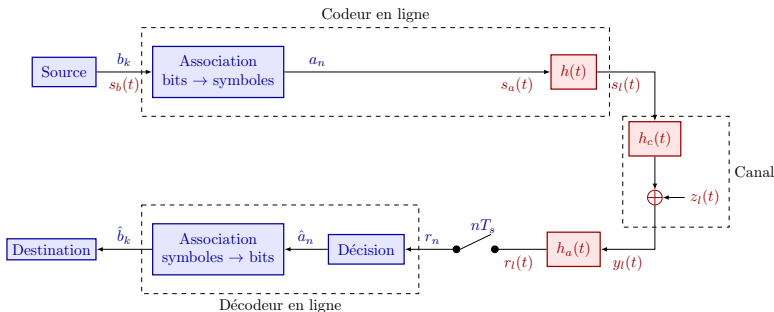 Codeur en ligne
Source
b_k
s_b(t)
Association
bits → symboles
a_n
s_a(t)
h(t)
s_l(t)
h_c(t)
Canal
z_l(t)
Destination
b̂_k
Association
symboles → bits
â_n
Décision
r_n
nT_s
r_l(t)
h_a(t)
y_l(t)
Décodeur en ligne